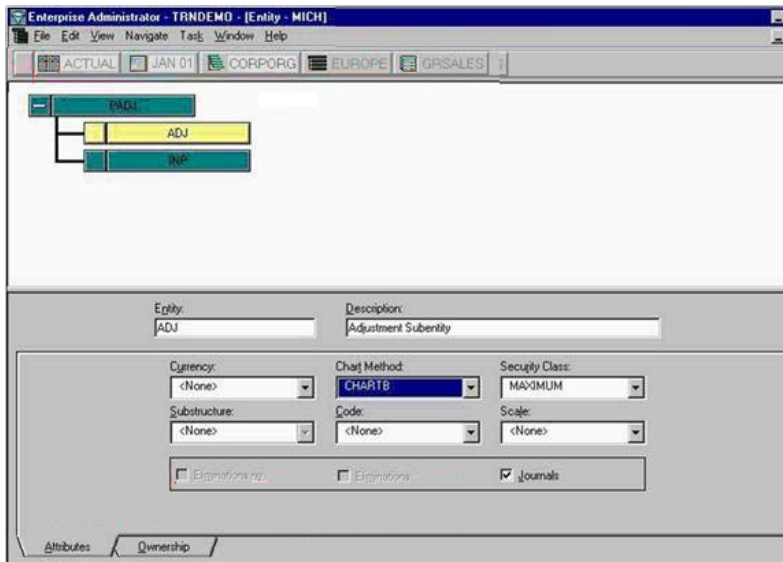 Enterprise Administrator - TRNDEMO - [Entity - MICH]
File Edit View Navigate Task Window Help
ACTUAL JAN 01 CORPORG EUROPE GRSALES
PADJ
ADJ
INP
Entity: Description:
ADJ Adjustment Subentity
Currency: Chart Method: Security Class:
<None> CHARTB MAXIMUM
Substructure: Code: Scale:
<None> <None> <None>
Eliminations Journals
Attributes Ownership